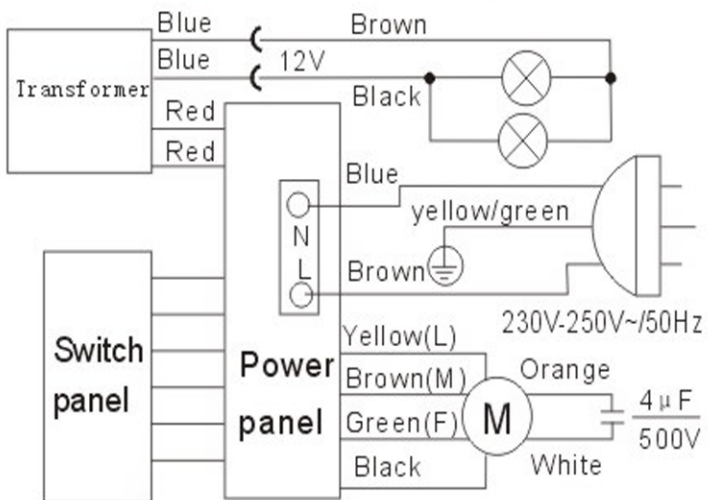 Blue
Brown
Blue
12V
Transformer
Black
Red
Red
Blue
yellow/green
N
L
Brown
230V-250V~/50Hz
Yellow(L)
Switch
panel
Power
panel
Brown(M)
Orange
M
4μF
500V
Green(F)
Black
White